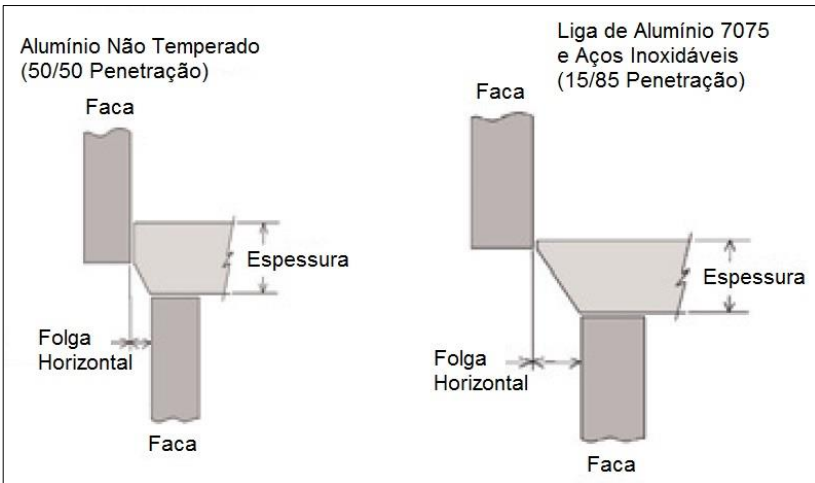 Alumínio Não Temperado
(50/50 Penetração)
Faca
Espessura
Folga
Horizontal
Faca
Liga de Alumínio 7075
e Aços Inoxidáveis
(15/85 Penetração)
Faca
Espessura
Folga
Horizontal
Faca